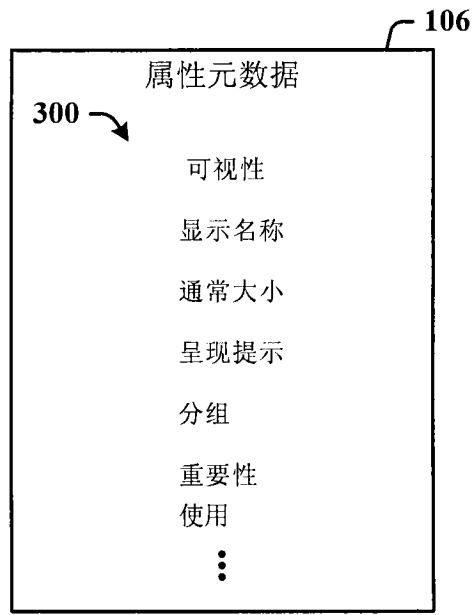 106
属性元数据
300
可视性
显示名称
通常大小
呈现提示
分组
重要性
使用